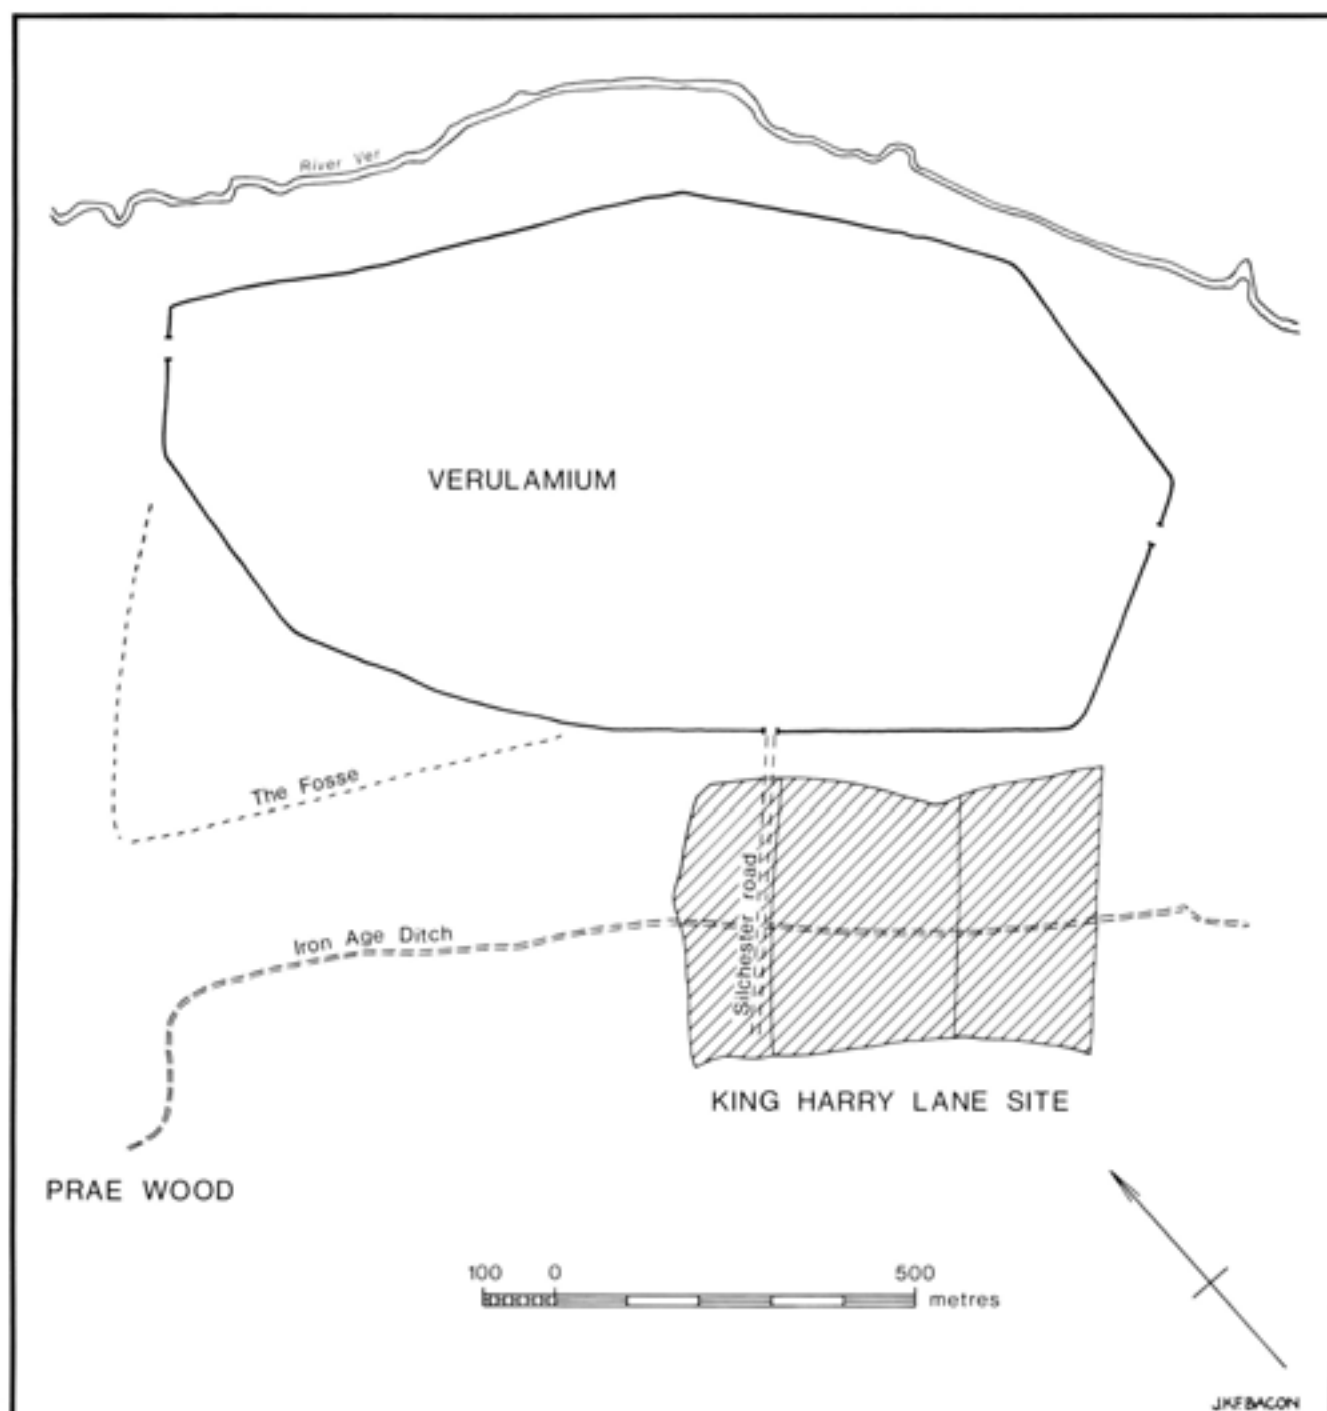 River Ver
VERULAMIUM
The Fosse
Silchester road
Iron Age Ditch
KING HARRY LANE SITE
PRAE WOOD
100 0 500
metres
J.K.F.BACON